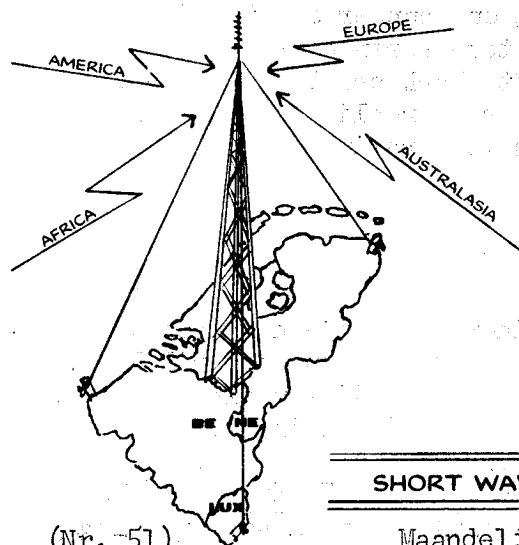 AMERICA
EUROPE
AFRICA
AUSTRALASIA
BE NE
LUX
SHORT WA
(Nr. 51)
Maandel